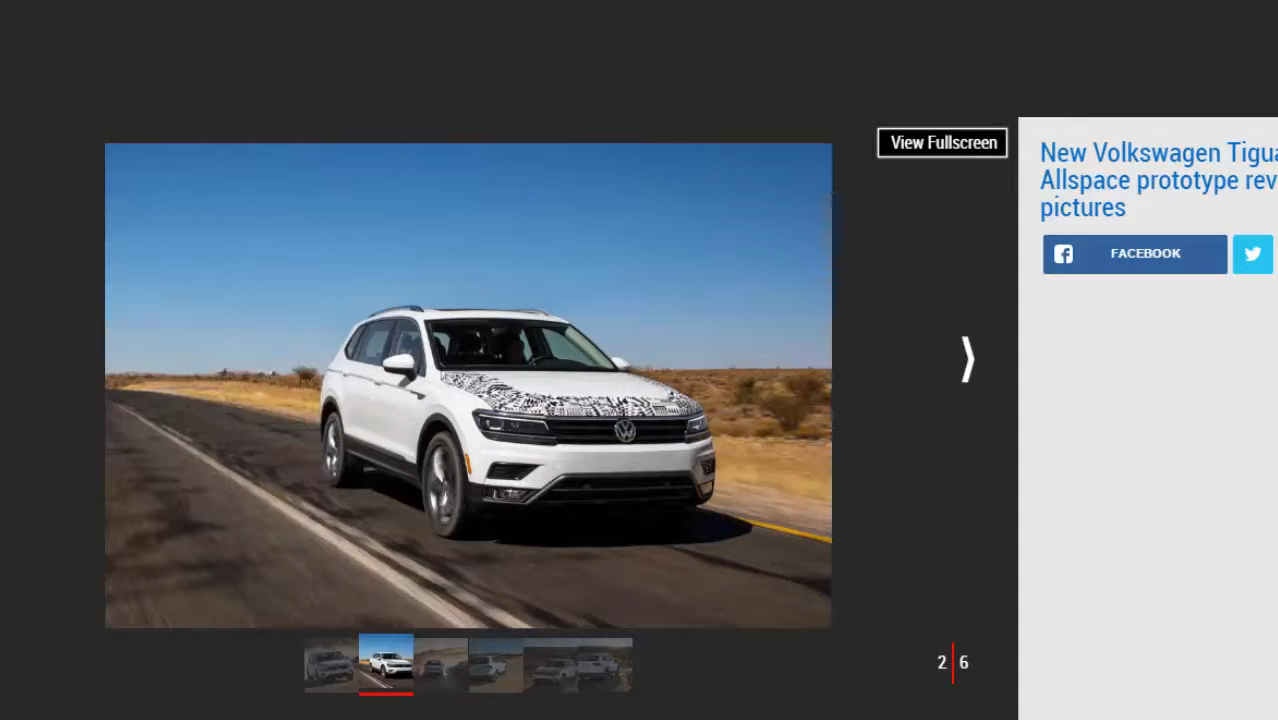 View Fullscreen
New Volkswagen Tigua
Allspace prototype rev
pictures
FACEBOOK
2 6